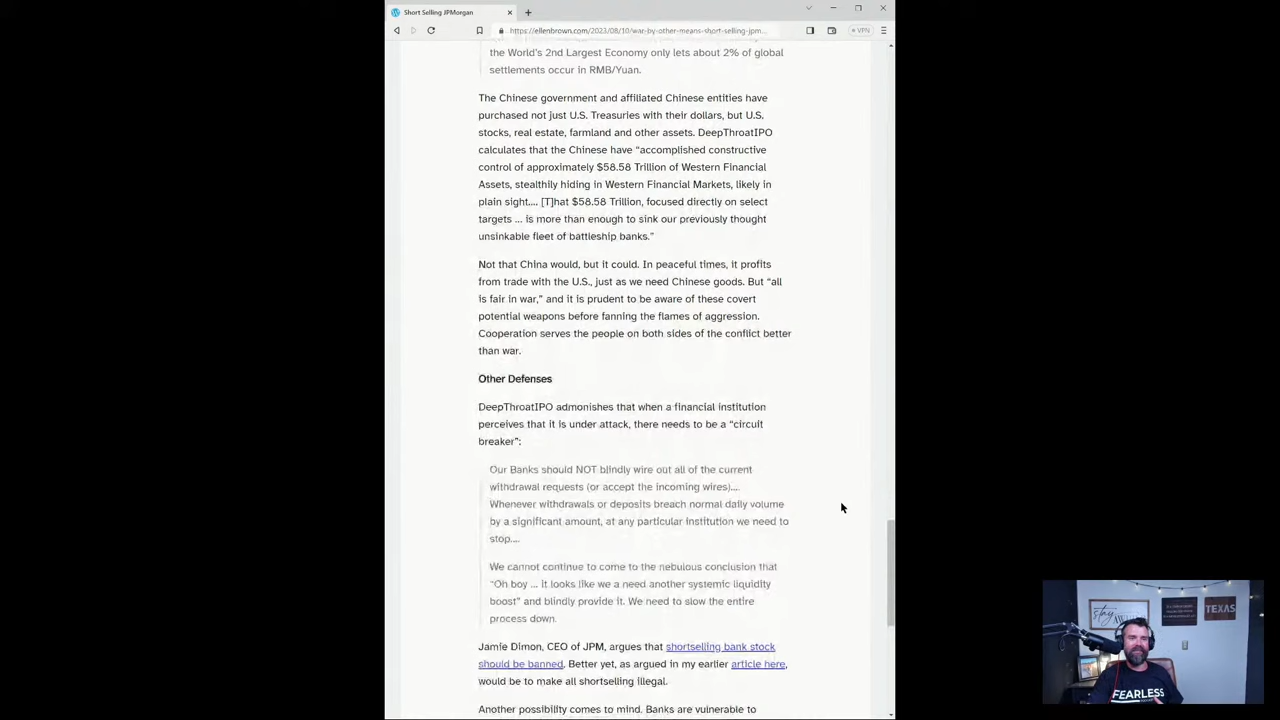 Short Selling JPMorgan
https://ellenbrown.com/2023/08/10/war-by-other-means-short-selling-jpm...
VPN
the World's 2nd Largest Economy only lets about 2% of global
settlements occur in RMB/Yuan.
The Chinese government and affiliated Chinese entities have
purchased not just U.S. Treasuries with their dollars, but U.S.
stocks, real estate, farmland and other assets. DeepThroatIPO
calculates that the Chinese have “accomplished constructive
control of approximately $58.58 Trillion of Western Financial
Assets, stealthily hiding in Western Financial Markets, likely in
plain sight.... [T]hat $58.58 Trillion, focused directly on select
targets ... is more than enough to sink our previously thought
unsinkable fleet of battleship banks.”
Not that China would, but it could. In peaceful times, it profits
from trade with the U.S., just as we need Chinese goods. But “all
is fair in war,” and it is prudent to be aware of these covert
potential weapons before fanning the flames of aggression.
Cooperation serves the people on both sides of the conflict better
than war.
Other Defenses
DeepThroatIPO admonishes that when a financial institution
perceives that it is under attack, there needs to be a “circuit
breaker”:
Our Banks should NOT blindly wire out all of the current
withdrawal requests (or accept the incoming wires)....
Whenever withdrawals or deposits breach normal daily volume
by a significant amount, at any particular institution we need to
stop....
We cannot continue to come to the nebulous conclusion that
“Oh boy ... it looks like we a need another systemic liquidity
boost” and blindly provide it. We need to slow the entire
process down.
Jamie Dimon, CEO of JPM, argues that shortselling bank stock
should be banned. Better yet, as argued in my earlier article here,
would be to make all shortselling illegal.
Another possibility comes to mind. Banks are vulnerable to
stay
TEXAS
FEARLESS